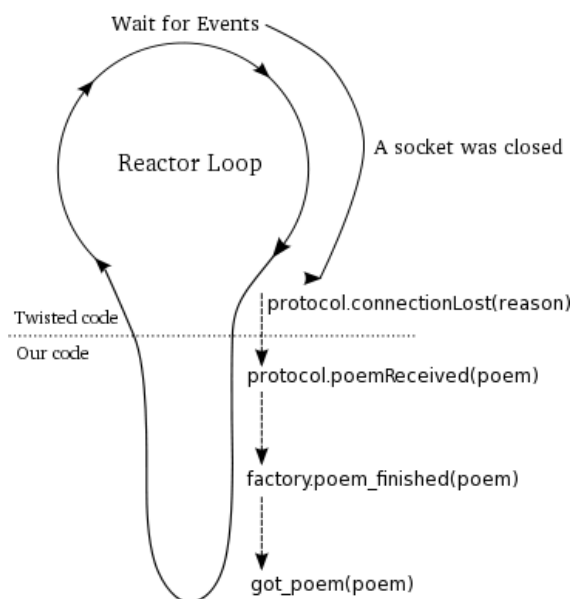 Wait for Events
A socket was closed
Reactor Loop
protocol.connectionLost(reason)
Twisted code
Our code
protocol.poemReceived(poem)
factory.poem_finished(poem)
got_poem(poem)